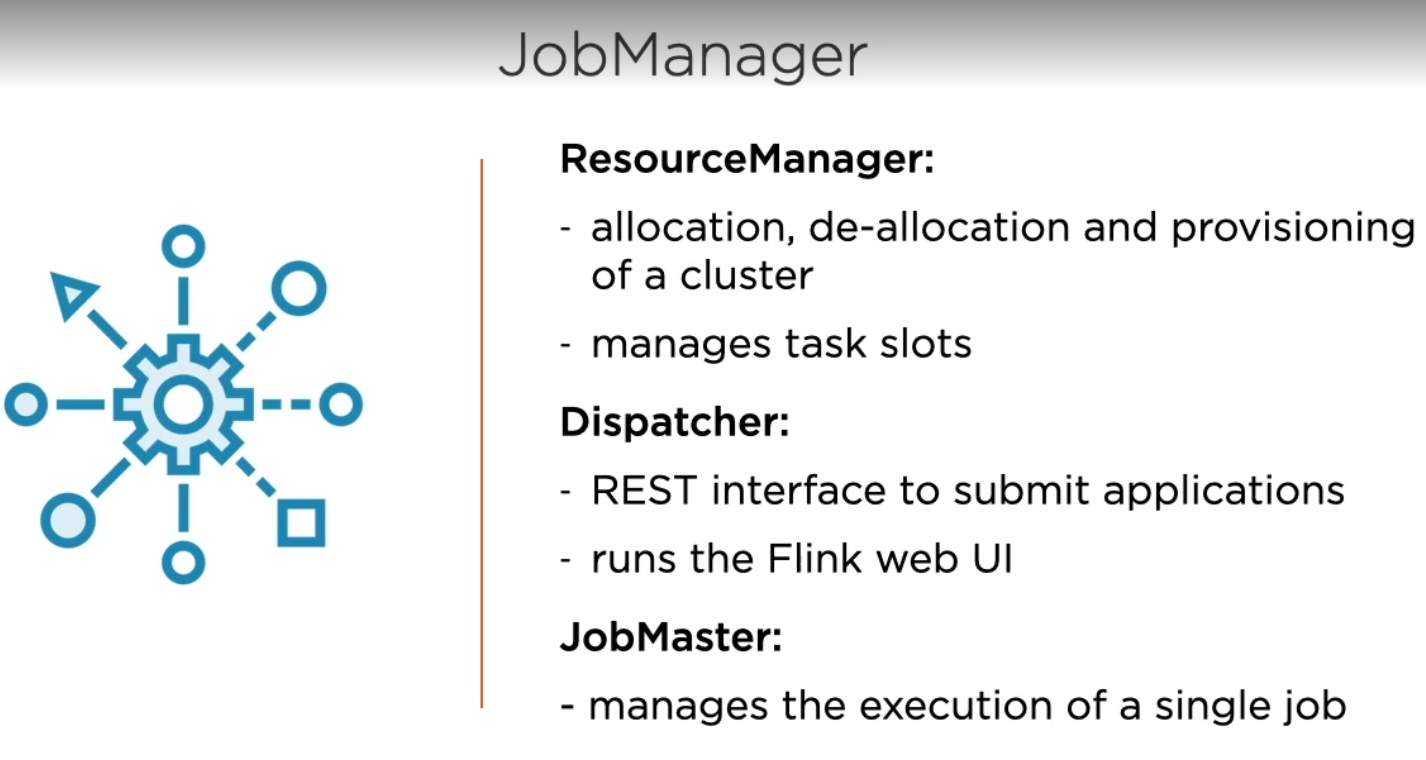 JobManager
ResourceManager:
- allocation, de-allocation and provisioning
of a cluster
- manages task slots
Dispatcher:
- REST interface to submit applications
- runs the Flink web UI
JobMaster:
- manages the execution of a single job